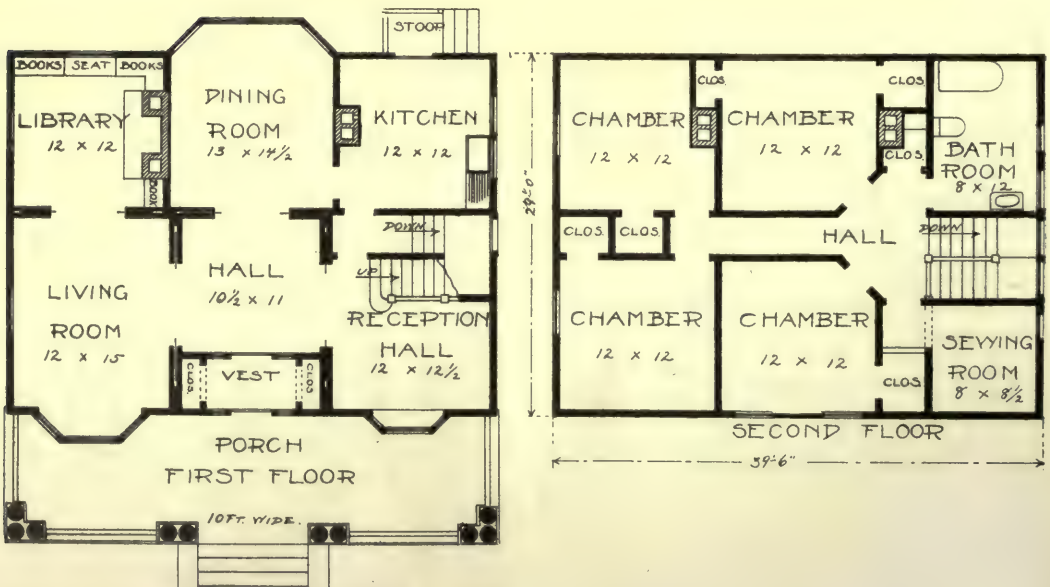 STOOP
BOOKS SEAT BOOKS
LIBRARY
12 x 12
BOOK
DINING
ROOM
13 x 14½
KITCHEN
12 x 12
DOWN
UP
LIVING
ROOM
12 x 15
HALL
10½ x 11
RECEPTION
HALL
12 x 12½
CLOS.
VEST.
CLOS.
PORCH
FIRST FLOOR
10 FT. WIDE.
29'-0"
CHAMBER
12 x 12
CLOS.
CHAMBER
12 x 12
CLOS.
CLOS.
BATH
ROOM
8 x 12
CLOS.
CLOS.
HALL
DOWN
CHAMBER
12 x 12
CHAMBER
12 x 12
CLOS.
SEWING
ROOM
8 x 8½
SECOND FLOOR
39'-6"